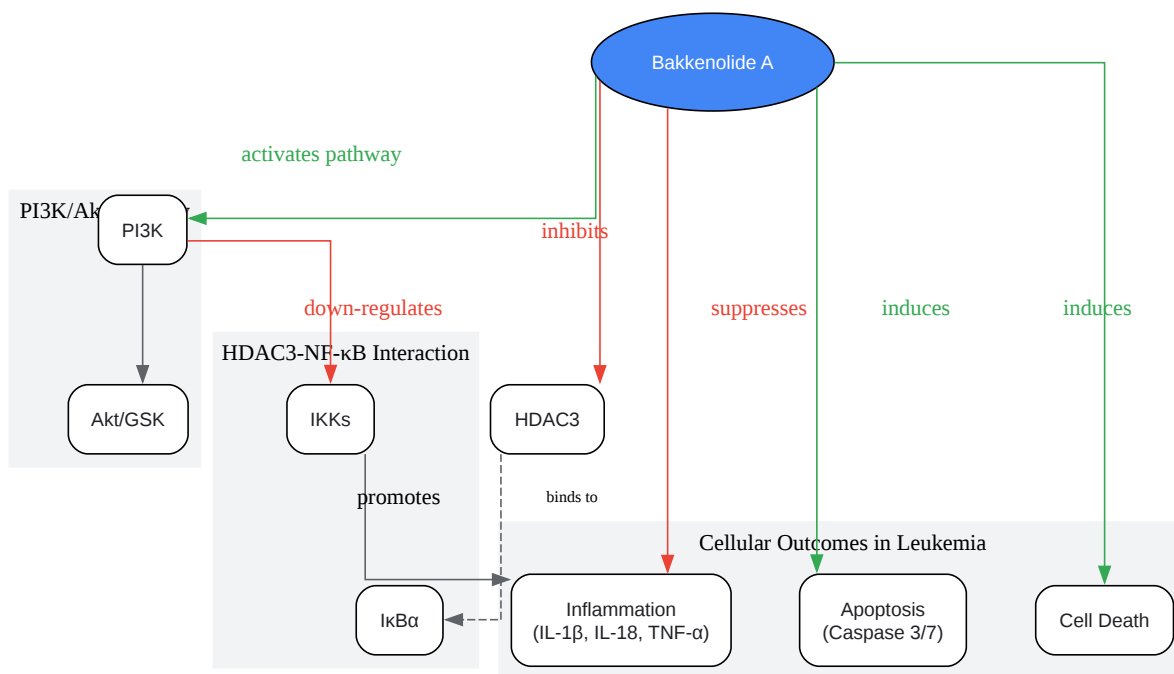 Bakkenolide A
activates pathway
PI3K/Ak
PI3K
inhibits
down-regulates
suppresses
induces
induces
HDAC3-NF-κB Interaction
Akt/GSK
IKKs
HDAC3
promotes
binds to
Cellular Outcomes in Leukemia
IκBα
Inflammation
(IL-1β, IL-18, TNF-α)
Apoptosis
(Caspase 3/7)
Cell Death